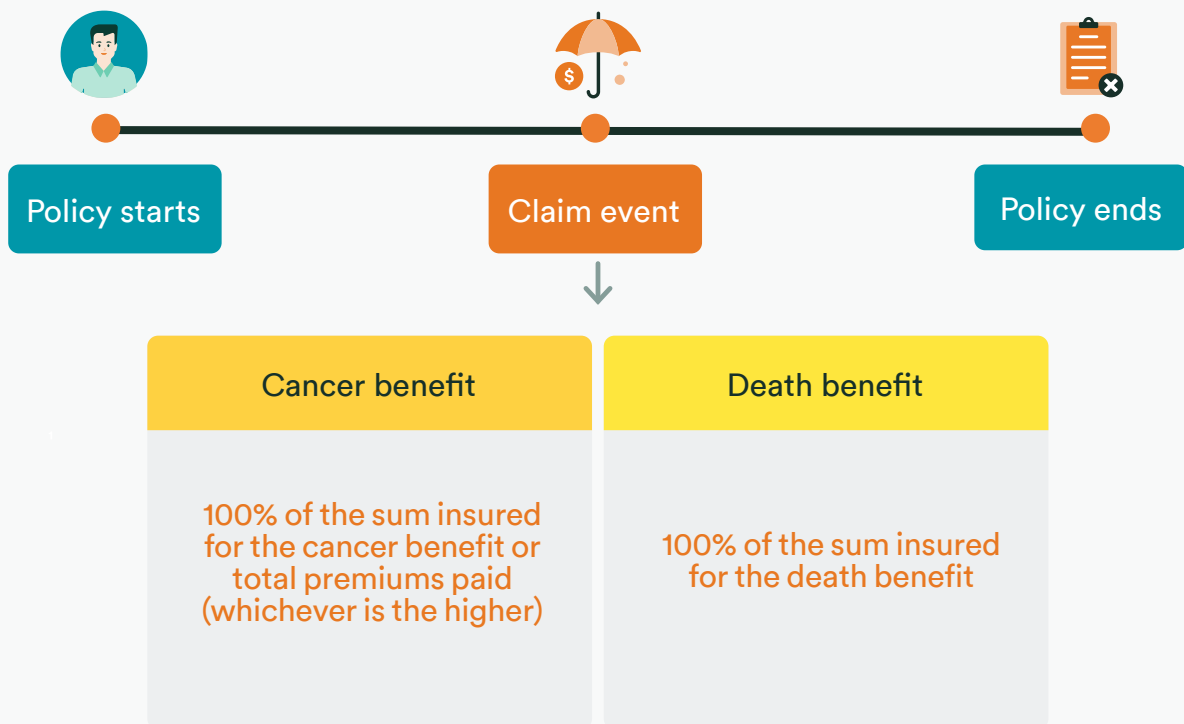 $
Policy starts
Claim event
Policy ends
Cancer benefit
Death benefit
100% of the sum insured
for the cancer benefit or
total premiums paid
(whichever is the higher)
100% of the sum insured
for the death benefit